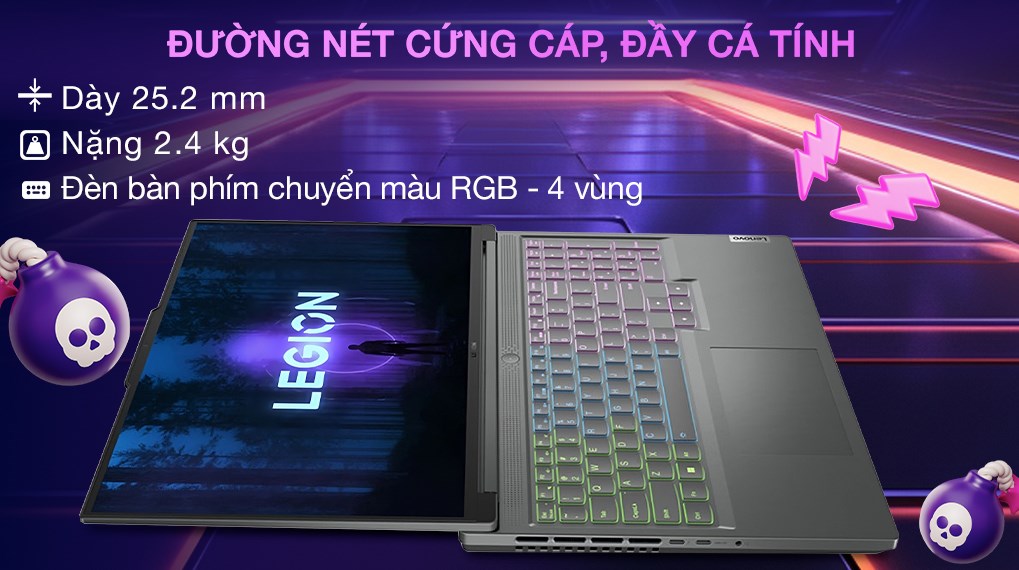 ĐƯỜNG NÉT CỨNG CÁP, ĐẦY CÁ TÍNH
Dày 25.2 mm
Nặng 2.4 kg
Đèn bàn phím chuyển màu RGB - 4 vùng
Lenovo
LEGION